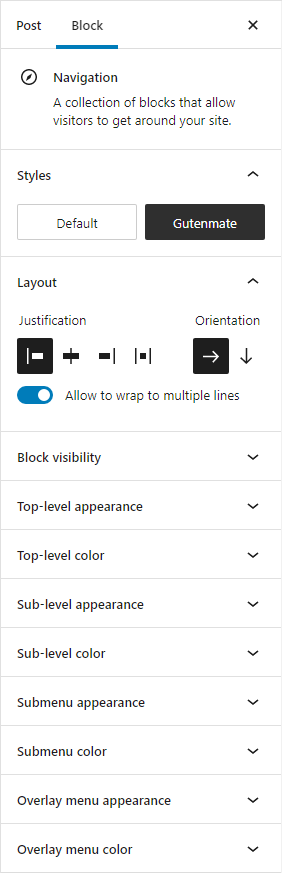 Post Block
Navigation
A collection of blocks that allow
visitors to get around your site.
Styles
Default Gutenmate
Layout
Justification Orientation
Allow to wrap to multiple lines
Block visibility
Top-level appearance
Top-level color
Sub-level appearance
Sub-level color
Submenu appearance
Submenu color
Overlay menu appearance
Overlay menu color